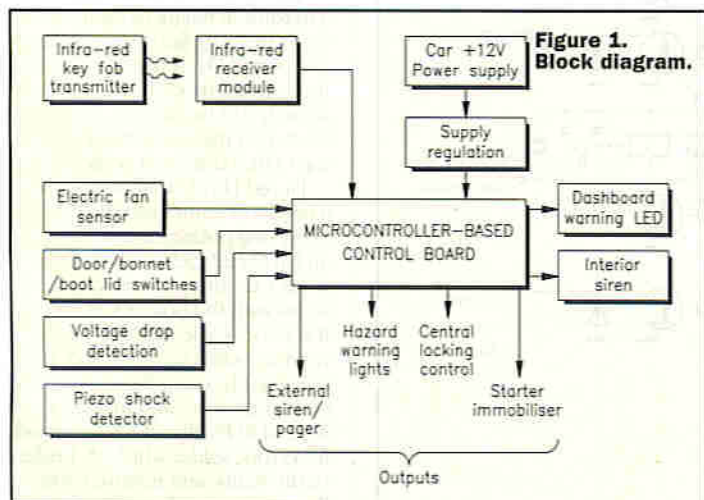 Figure 1.
Block diagram.
Infra-red
key fob
transmitter
Infra-red
receiver
module
Car +12V
Power supply
Supply
regulation
Electric fan
sensor
Door/bonnet
/boot lid switches
Voltage drop
detection
Piezo shock
detector
MICROCONTROLLER-BASED
CONTROL BOARD
Dashboard
warning LED
Interior
siren
External
siren/
pager
Hazard
warning
lights
Central
locking
control
Starter
immobiliser
Outputs